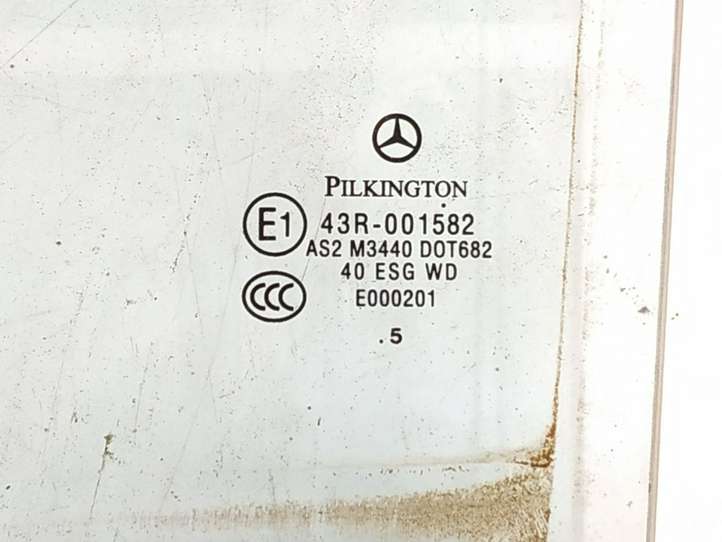 PILKINGTON
E1 43R-001582
AS2 M3440 DOT682
40 ESG WD
CCC E000201
.5